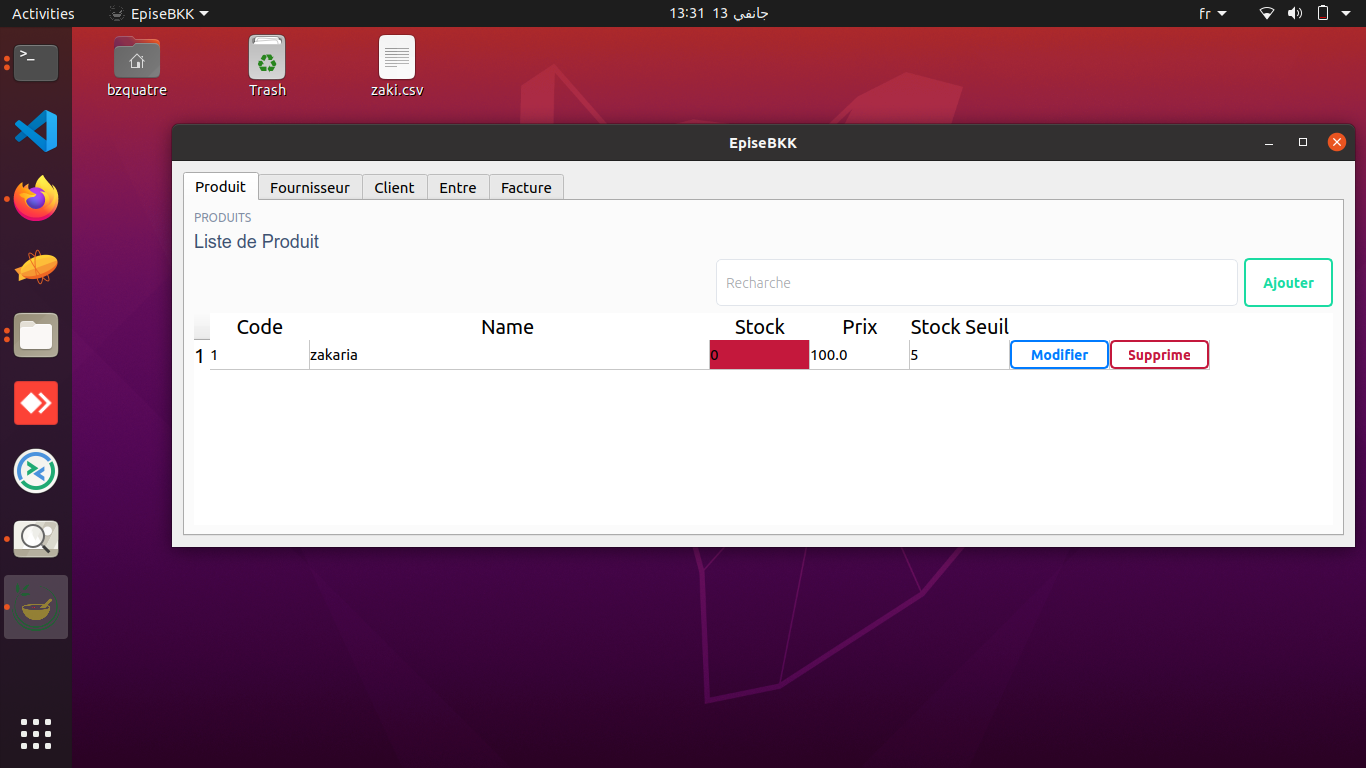 Activities EpiseBKK 13:31 13 جانفي fr
bzquatre Trash zaki.csv
EpiseBKK
Produit Fournisseur Client Entre Facture
PRODUITS
Liste de Produit
Recharche Ajouter
Code Name Stock Prix Stock Seuil
1 1 zakaria 0 100.0 5 Modifier Supprime